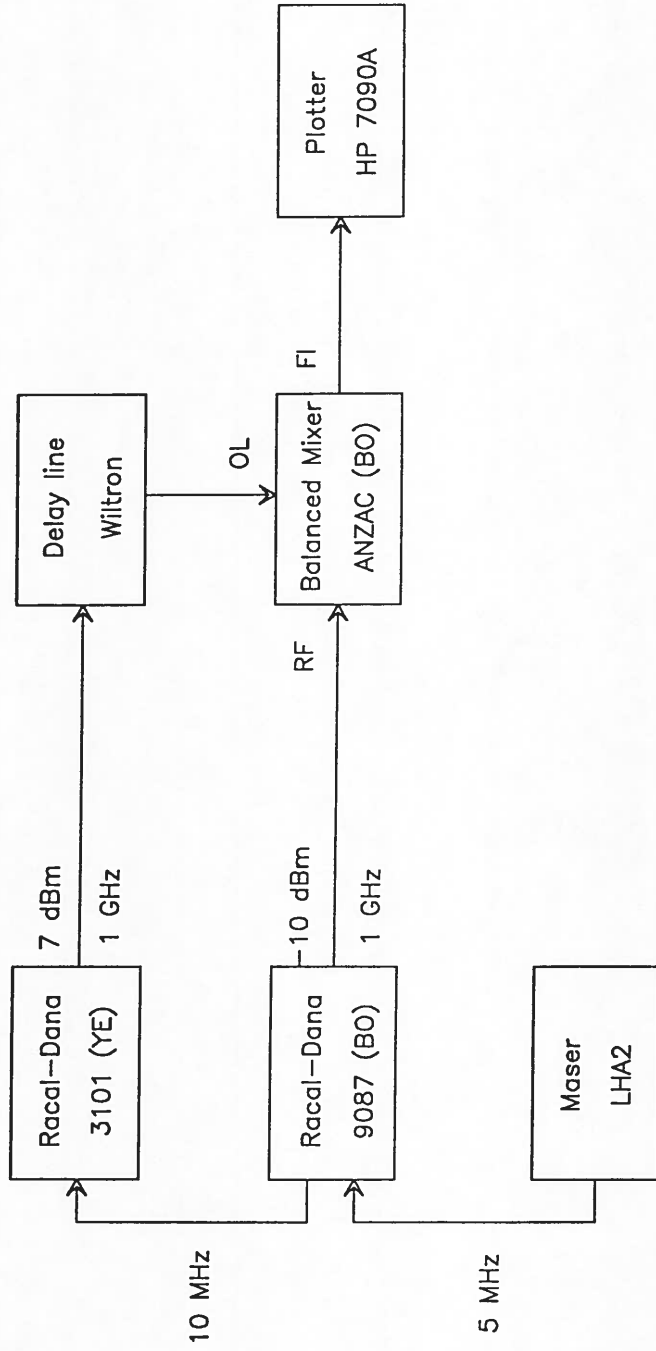 Racal-Dana
3101 (YE)
7 dBm
1 GHz
Delay line
Wiltron
10 MHz
OL
Racal-Dana
9087 (BO)
-10 dBm
1 GHz
RF
Balanced Mixer
ANZAC (BO)
FI
Plotter
HP 7090A
5 MHz
Maser
LHA2